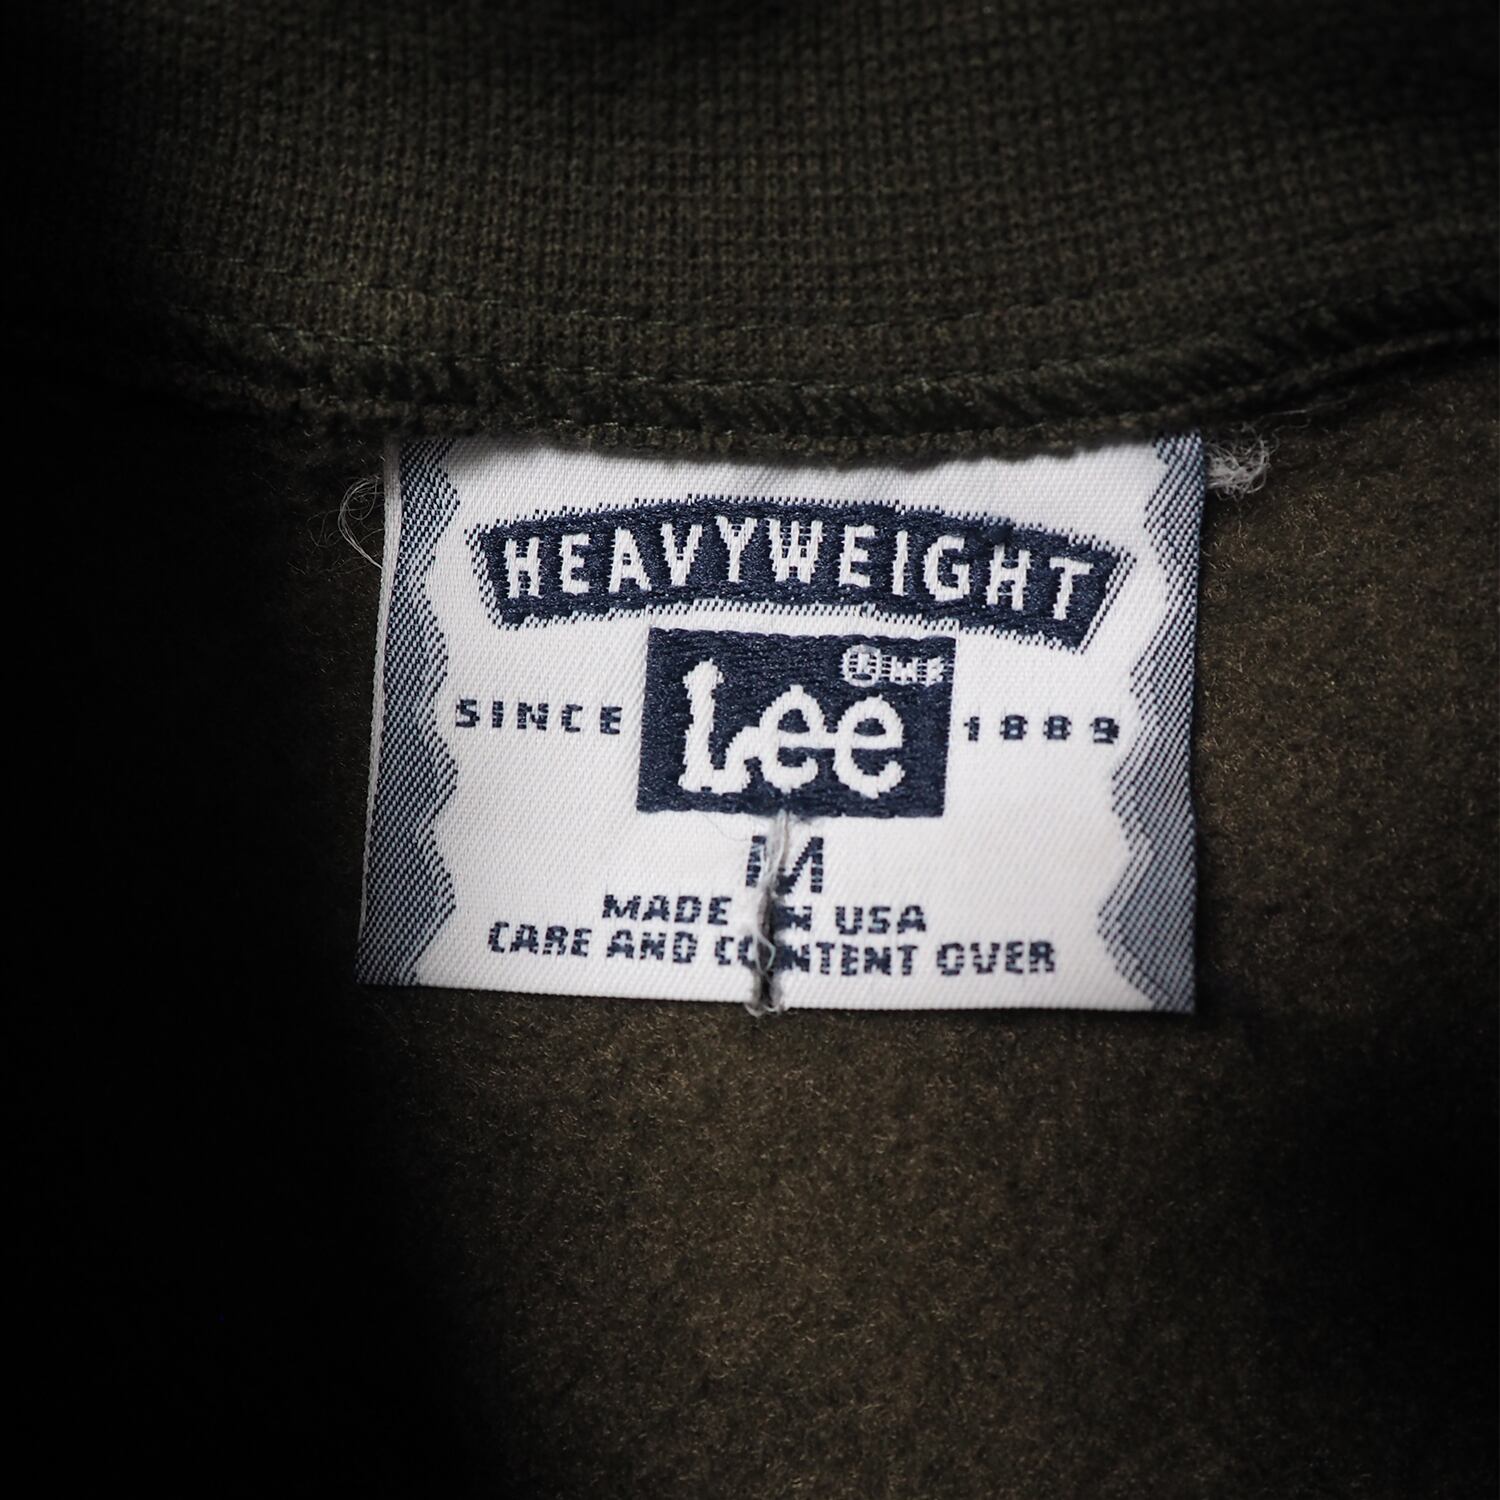 HEAVYWEIGHT
Lee ®
SINCE 1889
M
MADE IN USA
CARE AND CONTENT OVER